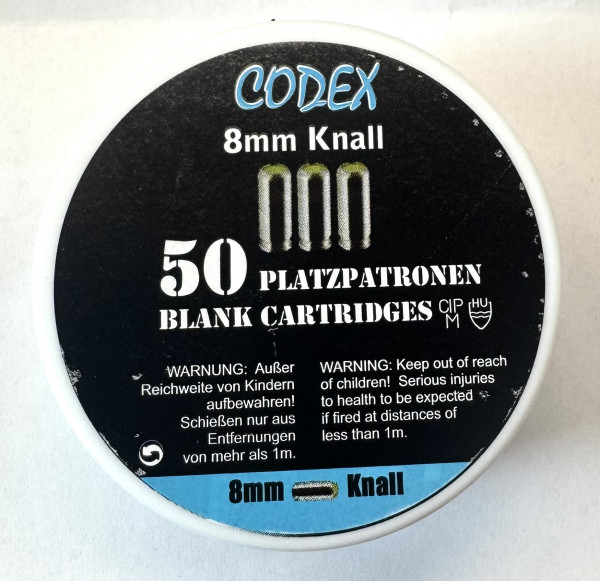 CODEX
8mm Knall
50 PLATZPATRONEN
BLANK CARTRIDGES CIP M HU
WARNUNG: Außer
Reichweite von Kindern
aufbewahren!
Schießen nur aus
Entfernungen
von mehr als 1m.
WARNING: Keep out of reach
of children! Serious injuries
to health to be expected
if fired at distances of
less than 1m.
8mm Knall